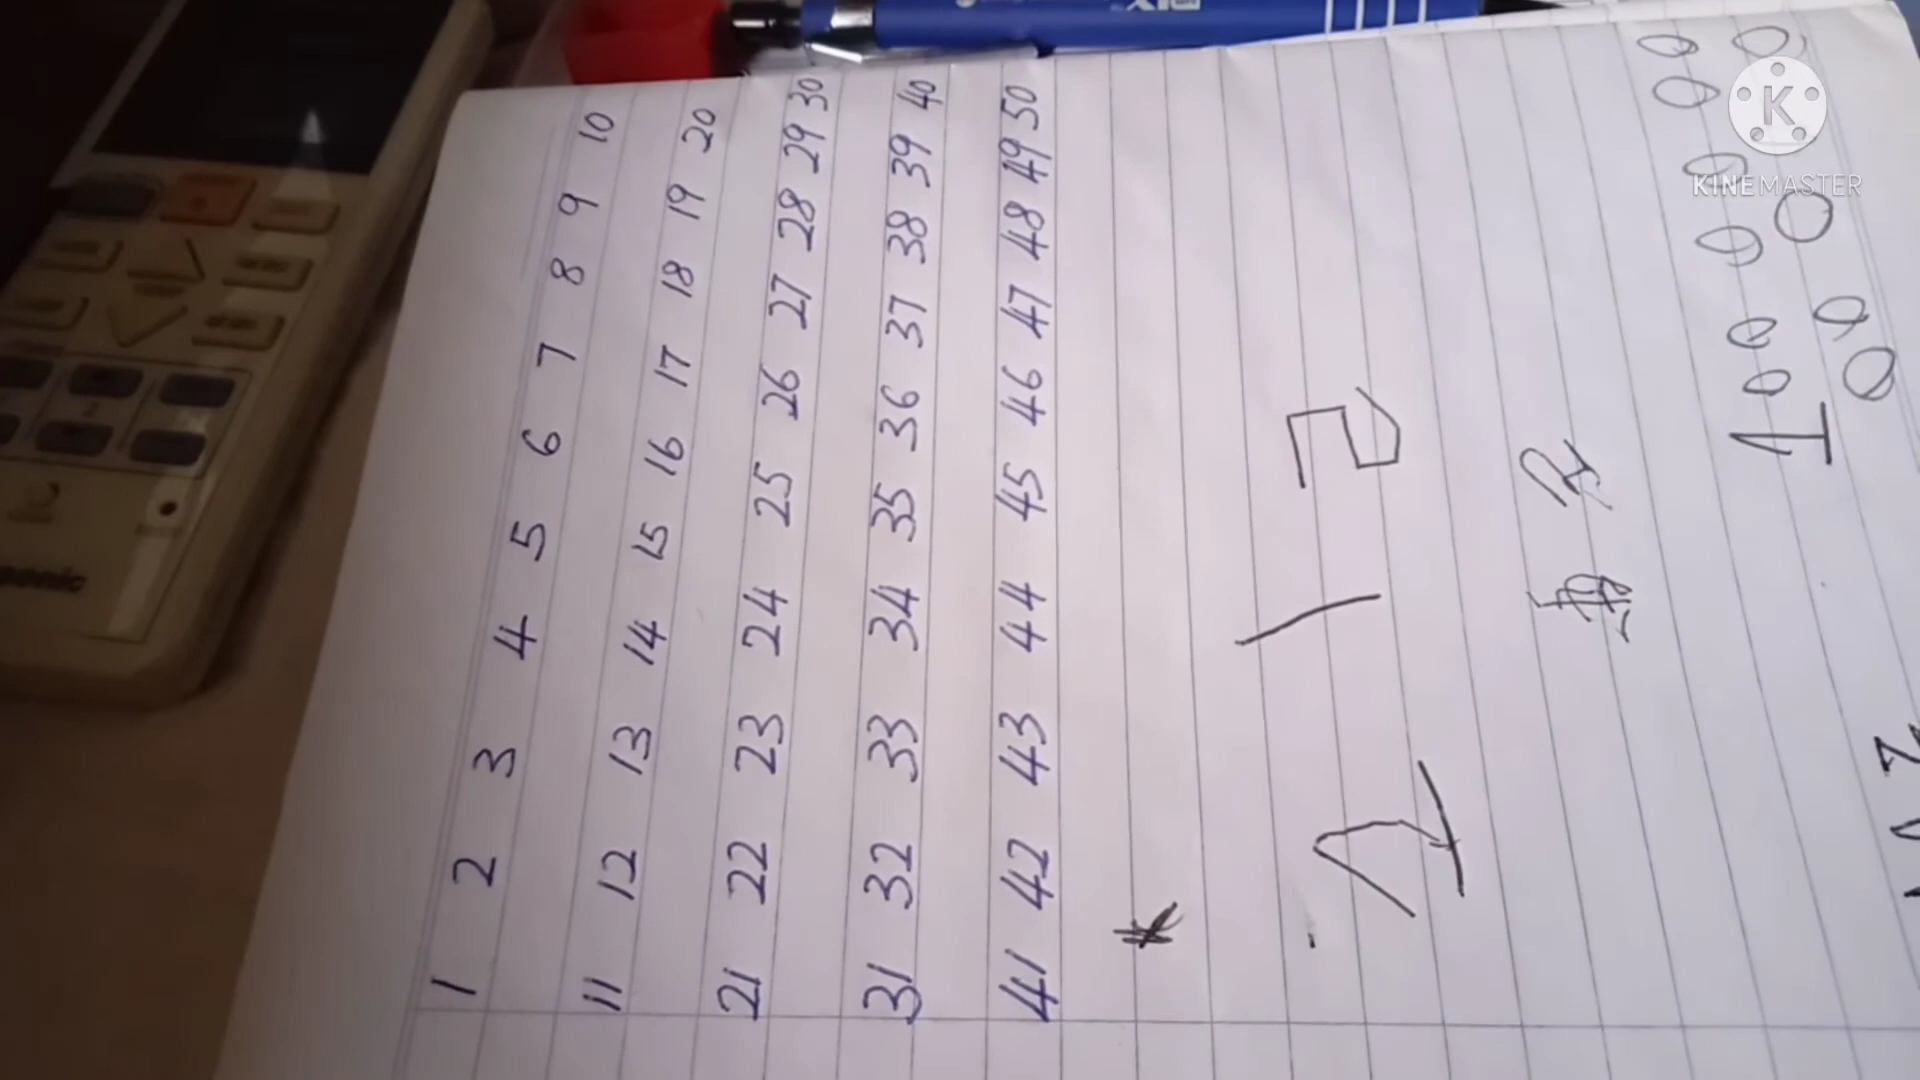 1 2 3 4 5 6 7 8 9 10
11 12 13 14 15 16 17 18 19 20
21 22 23 24 25 26 27 28 29 30
31 32 33 34 35 36 37 38 39 40
41 42 43 44 45 46 47 48 49 50
KINEMASTER